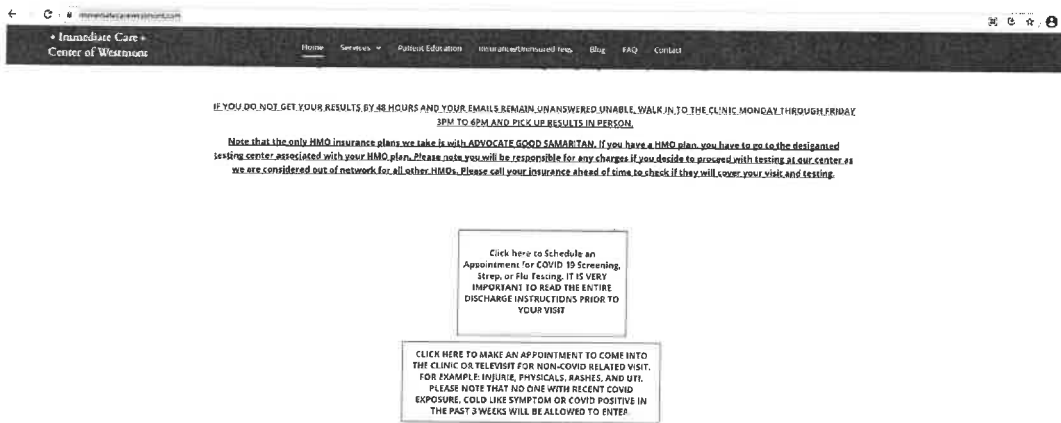 • Immediate Care •
Center of Westmont
Home Services Patient Education Insurance/Uninsured Fees Blog FAQ Contact
IF YOU DO NOT GET YOUR RESULTS BY 48 HOURS AND YOUR EMAILS REMAIN UNANSWERED UNABLE, WALK IN TO THE CLINIC MONDAY THROUGH FRIDAY
3PM TO 6PM AND PICK UP RESULTS IN PERSON.
Note that the only HMO insurance plans we take is with ADVOCATE GOOD SAMARITAN. If you have a HMO plan, you have to go to the desiganted
testing center associated with your HMO plan. Please note you will be responsible for any charges if you decide to proceed with testing at our center as
we are considered out of network for all other HMOs. Please call your insurance ahead of time to check if they will cover your visit and testing.
Click here to Schedule an
Appointment for COVID 19 Screening,
Strep, or Flu Testing. IT IS VERY
IMPORTANT TO READ THE ENTIRE
DISCHARGE INSTRUCTIONS PRIOR TO
YOUR VISIT
CLICK HERE TO MAKE AN APPOINTMENT TO COME INTO
THE CLINIC OR TELEVISIT FOR NON-COVID RELATED VISIT.
FOR EXAMPLE: INJURIE, PHYSICALS, RASHES, AND UTI.
PLEASE NOTE THAT NO ONE WITH RECENT COVID
EXPOSURE, COLD LIKE SYMPTOM OR COVID POSITIVE IN
THE PAST 3 WEEKS WILL BE ALLOWED TO ENTER